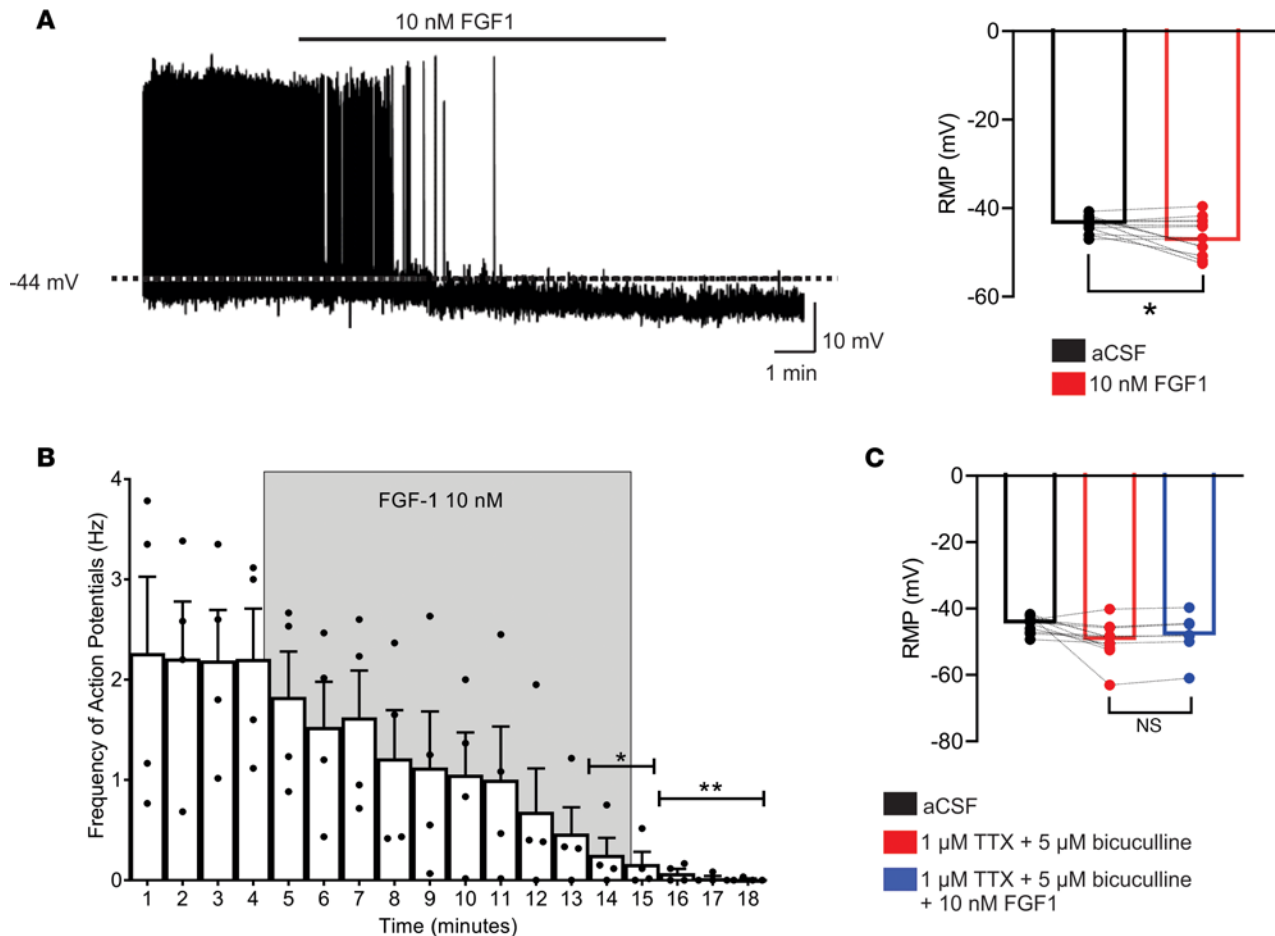 A
10 nM FGF1
-44 mV
10 mV
1 min
0
-20
-40
-60
RMP (mV)
*
aCSF
10 nM FGF1
B
FGF-1 10 nM
Frequency of Action Potentials (Hz)
4
3
2
1
0
*
**
1 2 3 4 5 6 7 8 9 10 11 12 13 14 15 16 17 18
Time (minutes)
C
0
-20
-40
-60
-80
RMP (mV)
NS
aCSF
1 µM TTX + 5 µM bicuculline
1 µM TTX + 5 µM bicuculline
+ 10 nM FGF1